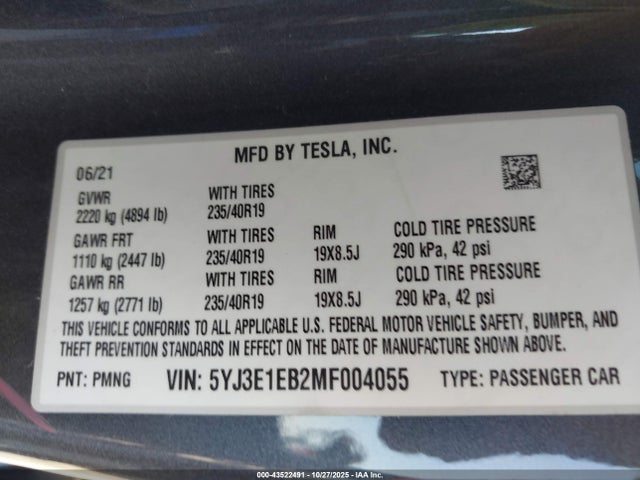 MFD BY TESLA, INC.
06/21
GVWR WITH TIRES
2220 kg (4894 lb) 235/40R19
GAWR FRT WITH TIRES RIM COLD TIRE PRESSURE
1110 kg (2447 lb) 235/40R19 19X8.5J 290 kPa, 42 psi
GAWR RR WITH TIRES RIM COLD TIRE PRESSURE
1257 kg (2771 lb) 235/40R19 19X8.5J 290 kPa, 42 psi
THIS VEHICLE CONFORMS TO ALL APPLICABLE U.S. FEDERAL MOTOR VEHICLE SAFETY, BUMPER, AND
THEFT PREVENTION STANDARDS IN EFFECT ON THE DATE OF MANUFACTURE SHOWN ABOVE.
PNT: PMNG VIN: 5YJ3E1EB2MF004055 TYPE: PASSENGER CAR
000-43522491 - 10/27/2025 - IAA Inc.